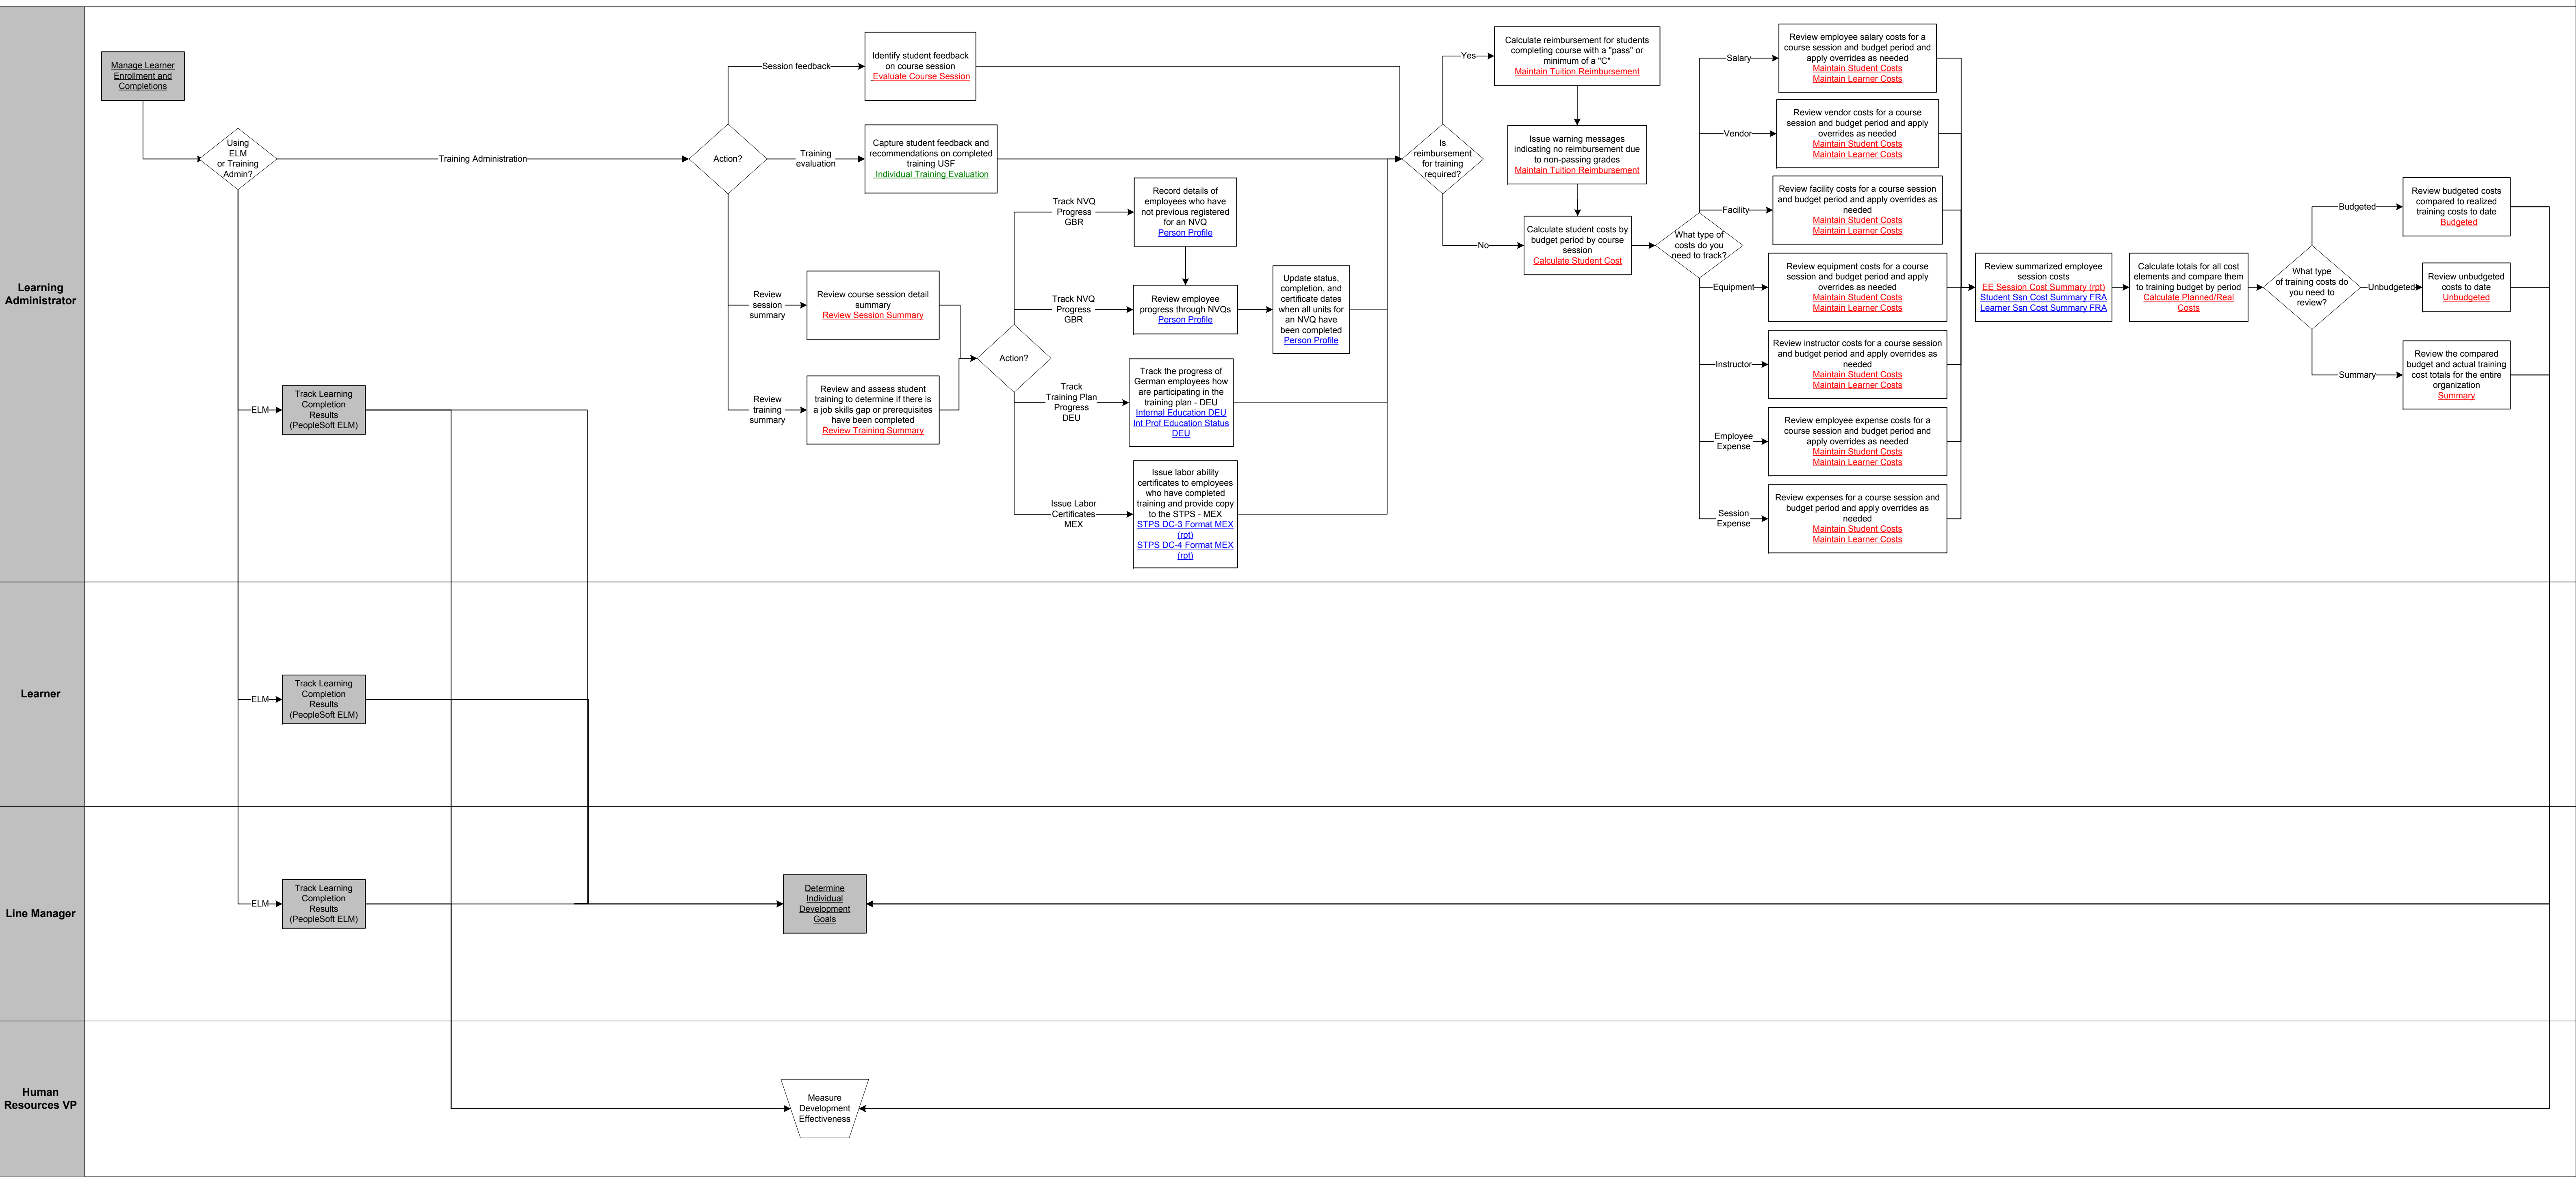 Learning
Administrator
Manage Learner
Enrollment and
Completions
Using
ELM
or Training
Admin?
Training Administration
ELM
Track Learning
Completion
Results
(PeopleSoft ELM)
Action?
Session feedback
Identify student feedback
on course session
Evaluate Course Session
Training
evaluation
Capture student feedback and
recommendations on completed
training USF
Individual Training Evaluation
Review
session
summary
Review course session detail
summary
Review Session Summary
Review
training
summary
Review and assess student
training to determine if there is
a job skills gap or prerequisites
have been completed
Review Training Summary
Action?
Track NVQ
Progress
GBR
Record details of
employees who have
not previous registered
for an NVQ
Person Profile
Track NVQ
Progress
GBR
Review employee
progress through NVQs
Person Profile
Update status,
completion, and
certificate dates
when all units for
an NVQ have
been completed
Person Profile
Track
Training Plan
Progress
DEU
Track the progress of
German employees how
are participating in the
training plan - DEU
Internal Education DEU
Int Prof Education Status
DEU
Issue Labor
Certificates
MEX
Issue labor ability
certificates to employees
who have completed
training and provide copy
to the STPS - MEX
STPS DC-3 Format MEX
(rpt)
STPS DC-4 Format MEX
(rpt)
Is
reimbursement
for training
required?
Yes
Calculate reimbursement for students
completing course with a "pass" or
minimum of a "C"
Maintain Tuition Reimbursement
Issue warning messages
indicating no reimbursement due
to non-passing grades
Maintain Tuition Reimbursement
No
Calculate student costs by
budget period by course
session
Calculate Student Cost
What type of
costs do you
need to track?
Salary
Review employee salary costs for a
course session and budget period and
apply overrides as needed
Maintain Student Costs
Maintain Learner Costs
Vendor
Review vendor costs for a course
session and budget period and apply
overrides as needed
Maintain Student Costs
Maintain Learner Costs
Facility
Review facility costs for a course session
and budget period and apply overrides as
needed
Maintain Student Costs
Maintain Learner Costs
Equipment
Review equipment costs for a course
session and budget period and apply
overrides as needed
Maintain Student Costs
Maintain Learner Costs
Instructor
Review instructor costs for a course session
and budget period and apply overrides as
needed
Maintain Student Costs
Maintain Learner Costs
Employee
Expense
Review employee expense costs for a
course session and budget period and
apply overrides as needed
Maintain Student Costs
Maintain Learner Costs
Session
Expense
Review expenses for a course session and
budget period and apply overrides as
needed
Maintain Student Costs
Maintain Learner Costs
Review summarized employee
session costs
EE Session Cost Summary (rpt)
Student Ssn Cost Summary FRA
Learner Ssn Cost Summary FRA
Calculate totals for all cost
elements and compare them
to training budget by period
Calculate Planned/Real
Costs
What type
of training costs do
you need to
review?
Budgeted
Review budgeted costs
compared to realized
training costs to date
Budgeted
Unbudgeted
Review unbudgeted
costs to date
Unbudgeted
Summary
Review the compared
budget and actual training
cost totals for the entire
organization
Summary
Learner
ELM
Track Learning
Completion
Results
(PeopleSoft ELM)
Line Manager
ELM
Track Learning
Completion
Results
(PeopleSoft ELM)
Determine
Individual
Development
Goals
Human
Resources VP
Measure
Development
Effectiveness